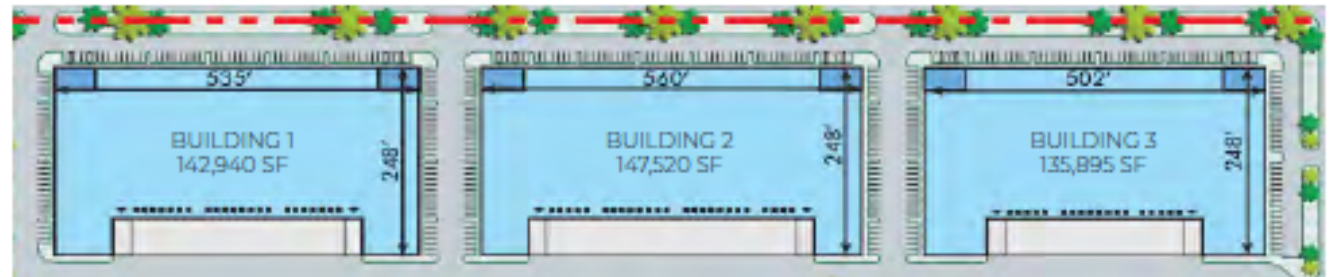 535'
248'
BUILDING 1
142,940 SF
560'
248'
BUILDING 2
147,520 SF
502'
248'
BUILDING 3
135,895 SF